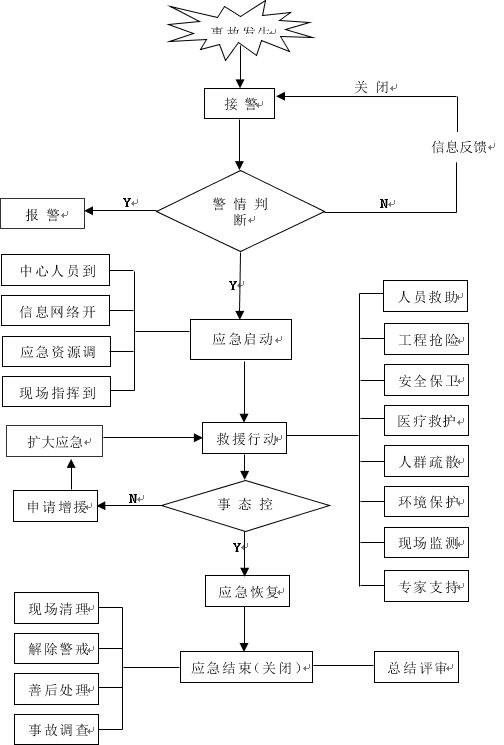 事故发生
关 闭
接 警
信息反馈
警 情 判
断
Y
N
报 警
Y
中心人员到
信息网络开
应急资源调
现场指挥到
应急启动
人员救助
工程抢险
安全保卫
医疗救护
人群疏散
环境保护
现场监测
专家支持
扩大应急
救援行动
申请增援
N
事 态 控
Y
应急恢复
现场清理
解除警戒
善后处理
事故调查
应急结束(关闭)
总结评审